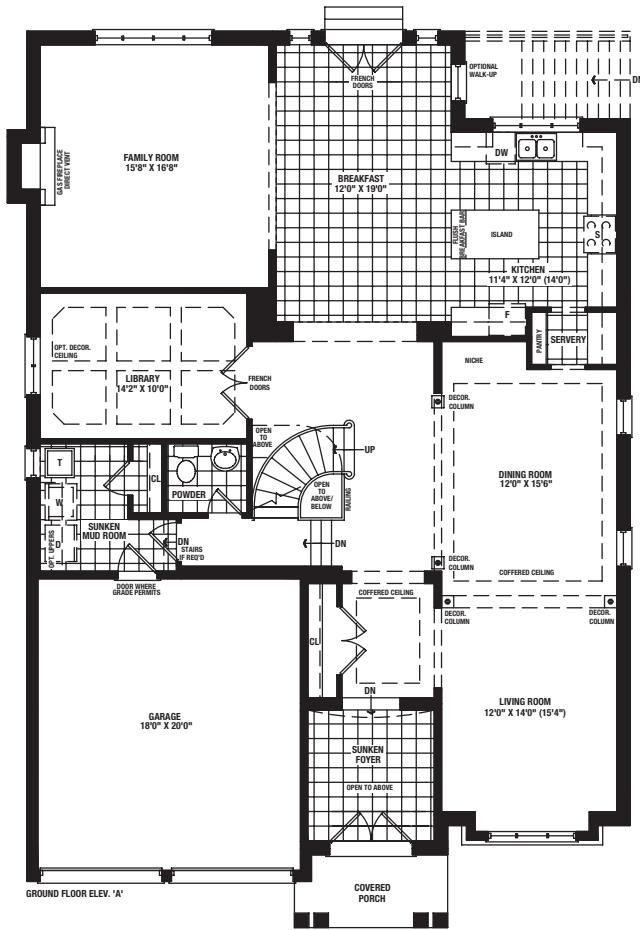 OPTIONAL
WALK-UP
DN
FRENCH
DOORS
FAMILY ROOM
15'8" X 16'8"
GAS FIREPLACE
DIRECT VENT
BREAKFAST
12'0" X 19'0"
DW
S
ISLAND
FLUSH
BREAKFAST BAR
KITCHEN
11'4" X 12'0" (14'0")
F
PANTRY
SERVERY
NICHE
OPT. DECOR.
CEILING
LIBRARY
14'2" X 10'0"
FRENCH
DOORS
DECOR.
COLUMN
OPEN
TO
ABOVE
UP
OPEN
TO
ABOVE/
BELOW
RAILING
DINING ROOM
12'0" X 15'6"
T
CL
POWDER
W
SUNKEN
MUD ROOM
OPT. UPPERS
D
DN
STAIRS
IF REQ'D
DN
DECOR.
COLUMN
COFFERED CEILING
DOOR WHERE
GRADE PERMITS
COFFERED CEILING
DECOR.
COLUMN
DECOR.
COLUMN
CL
DN
LIVING ROOM
12'0" X 14'0" (15'4")
GARAGE
18'0" X 20'0"
SUNKEN
FOYER
OPEN TO ABOVE
COVERED
PORCH
GROUND FLOOR ELEV. 'A'